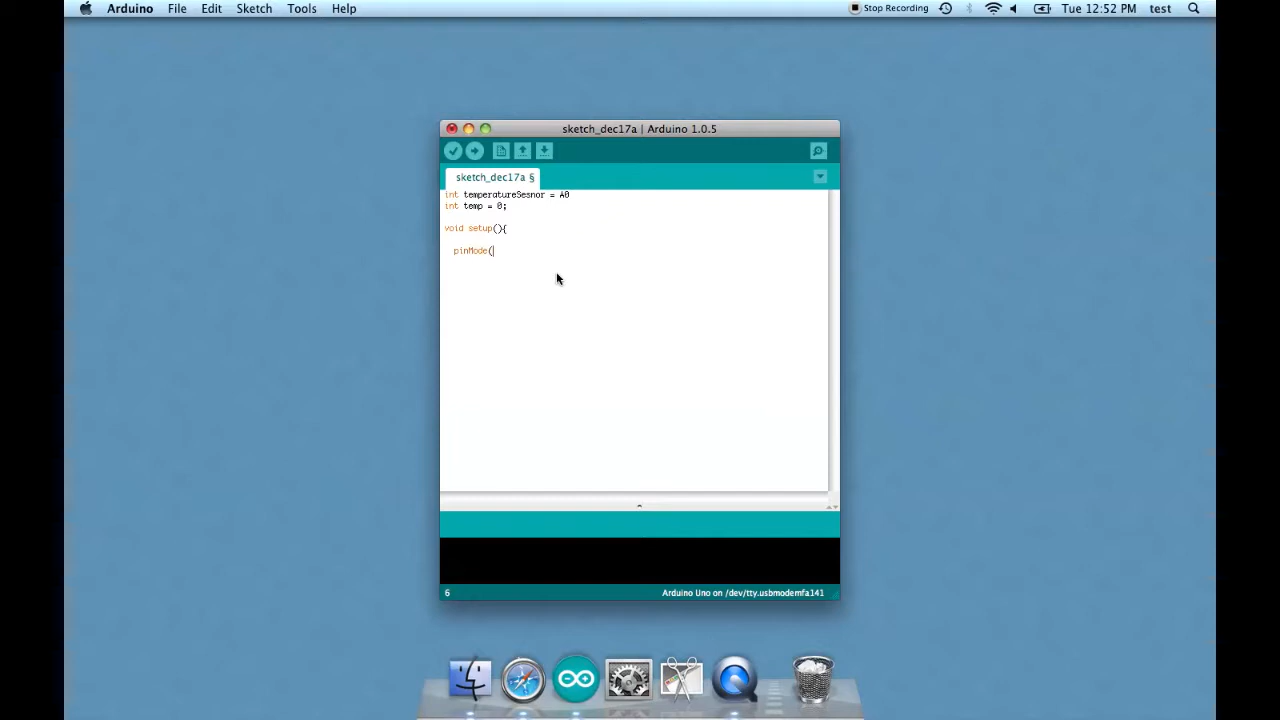 Arduino File Edit Sketch Tools Help Stop Recording Tue 12:52 PM test
sketch_dec17a | Arduino 1.0.5
sketch_dec17a §
int temperatureSesnor = A0
int temp = 0;
void setup(){
pinMode(
6 Arduino Uno on /dev/tty.usbmodemfa141